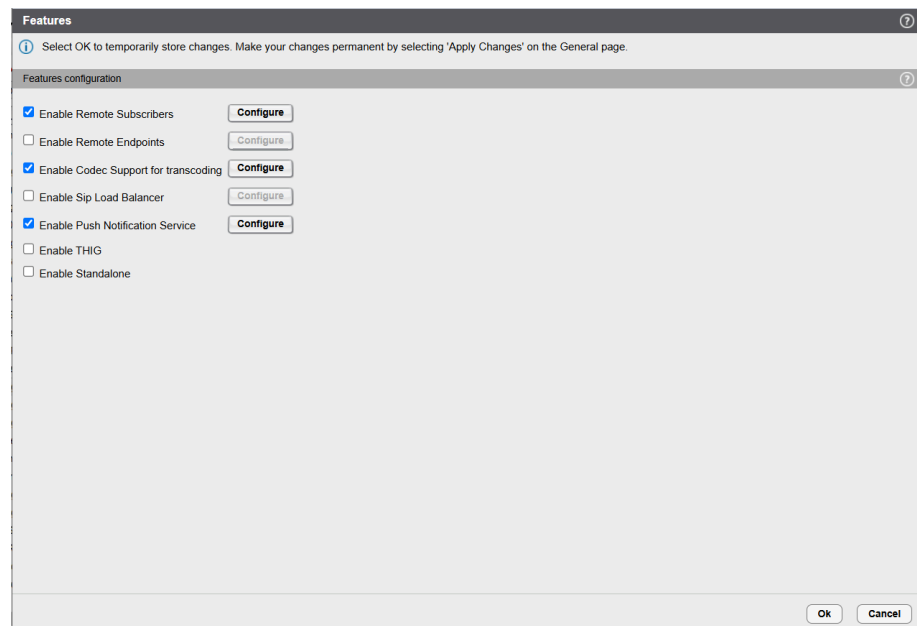 Features
Select OK to temporarily store changes. Make your changes permanent by selecting 'Apply Changes' on the General page.
Features configuration
Enable Remote Subscribers Configure
Enable Remote Endpoints Configure
Enable Codec Support for transcoding Configure
Enable Sip Load Balancer Configure
Enable Push Notification Service Configure
Enable THIG
Enable Standalone
Ok Cancel